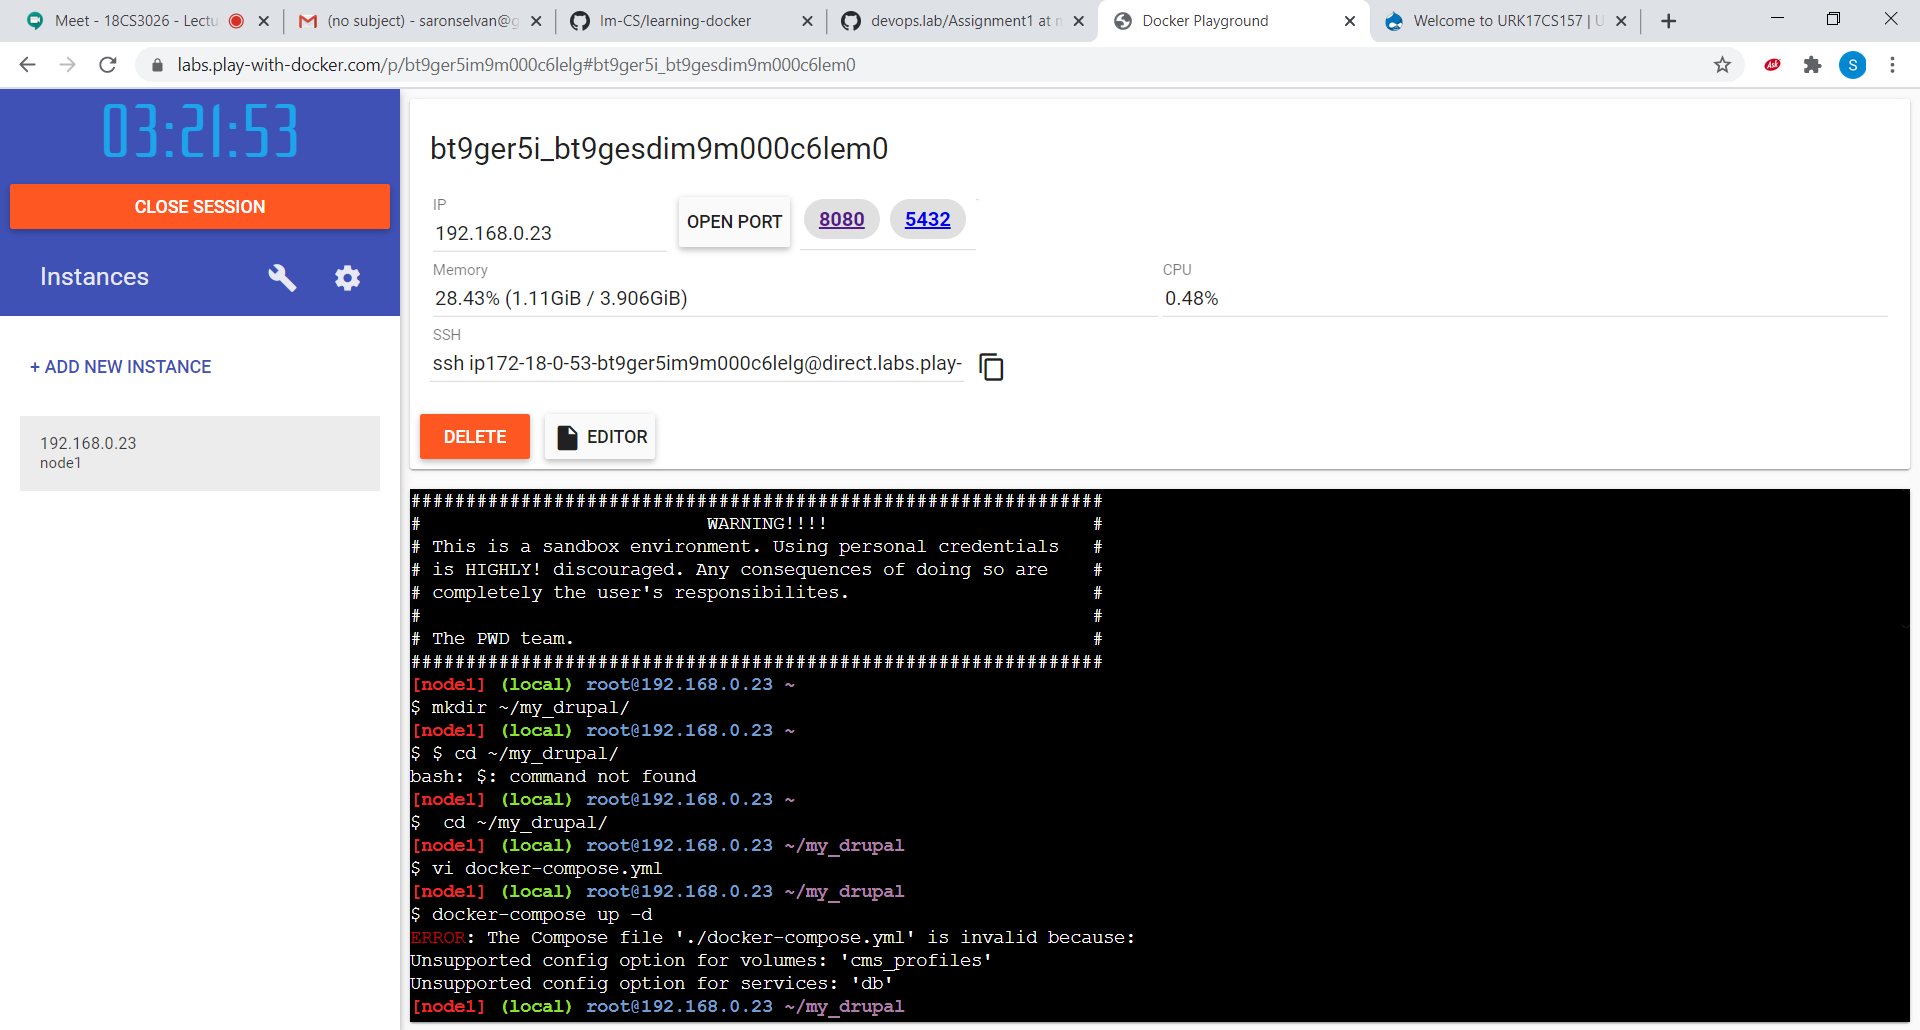 Meet - 18CS3026 - Lectu
(no subject) - saronselvan@g
Im-CS/learning-docker
devops.lab/Assignment1 at m
Docker Playground
Welcome to URK17CS157 | U
labs.play-with-docker.com/p/bt9ger5im9m000c6lelg#bt9ger5i_bt9gesdim9m000c6lem0
Ask
S
03:21:53
CLOSE SESSION
Instances
+ ADD NEW INSTANCE
192.168.0.23
node1
bt9ger5i_bt9gesdim9m000c6lem0
IP
192.168.0.23
OPEN PORT
8080
5432
Memory
28.43% (1.11GiB / 3.906GiB)
CPU
0.48%
SSH
ssh ip172-18-0-53-bt9ger5im9m000c6lelg@direct.labs.play-
DELETE
EDITOR
###############################################################
# WARNING!!!! #
# This is a sandbox environment. Using personal credentials #
# is HIGHLY! discouraged. Any consequences of doing so are #
# completely the user's responsibilites. #
# #
# The PWD team. #
###############################################################
[node1] (local) root@192.168.0.23 ~
$ mkdir ~/my_drupal/
[node1] (local) root@192.168.0.23 ~
$ $ cd ~/my_drupal/
bash: $: command not found
[node1] (local) root@192.168.0.23 ~
$  cd ~/my_drupal/
[node1] (local) root@192.168.0.23 ~/my_drupal
$ vi docker-compose.yml
[node1] (local) root@192.168.0.23 ~/my_drupal
$ docker-compose up -d
ERROR: The Compose file './docker-compose.yml' is invalid because:
Unsupported config option for volumes: 'cms_profiles'
Unsupported config option for services: 'db'
[node1] (local) root@192.168.0.23 ~/my_drupal